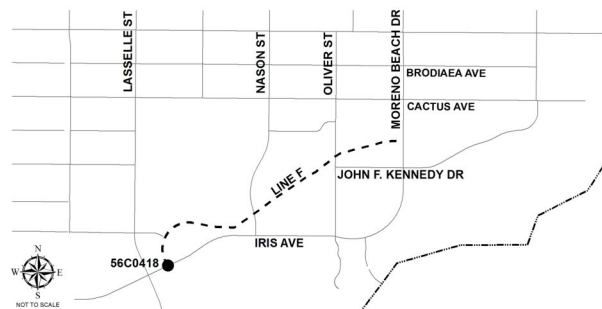 LASSELLE ST
NASON ST
OLIVER ST
MORENO BEACH DR
BRODIAEA AVE
CACTUS AVE
LINE F
JOHN F. KENNEDY DR
IRIS AVE
56C0418
N
W E
S
NOT TO SCALE